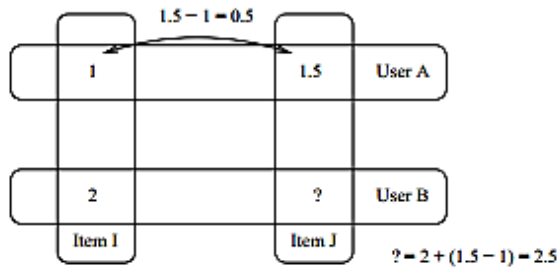 1.5 − 1 = 0.5
1 1.5 User A
2 ? User B
Item I Item J
? = 2 + (1.5 − 1) = 2.5